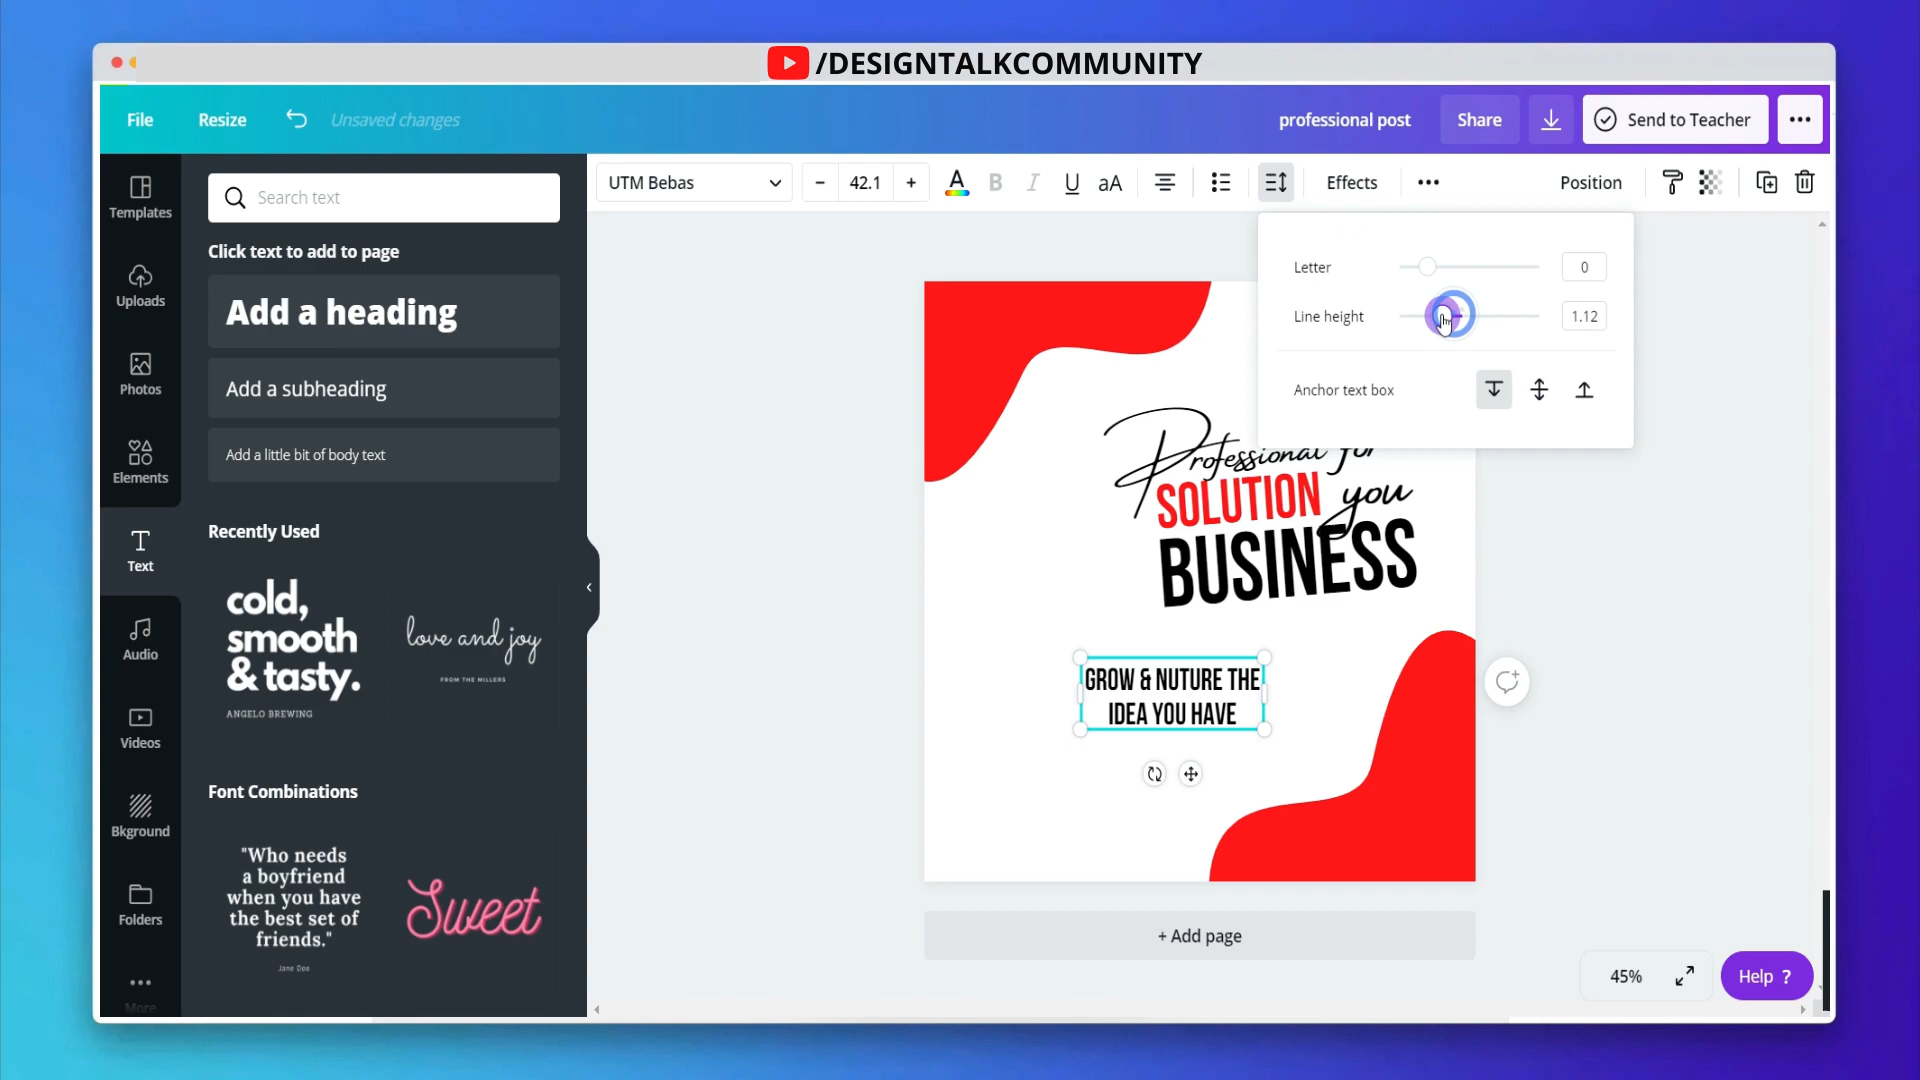 /DESIGNTALKCOMMUNITY
File
Resize
Unsaved changes
professional post
Share
Send to Teacher
UTM Bebas
42.1
A
B
I
U
aA
Effects
Position
Templates
Uploads
Photos
Elements
Text
Audio
Videos
Bkground
Folders
More
Search text
Click text to add to page
Add a heading
Add a subheading
Add a little bit of body text
Recently Used
cold,
smooth
& tasty.
ANGELO BREWING
love and joy
FROM THE MILLERS
Font Combinations
"Who needs
a boyfriend
when you have
the best set of
friends."
Jane Doe
Sweet
Letter
0
Line height
1.12
Anchor text box
Professional for
SOLUTION you
BUSINESS
GROW & NUTURE THE
IDEA YOU HAVE
+ Add page
45%
Help ?